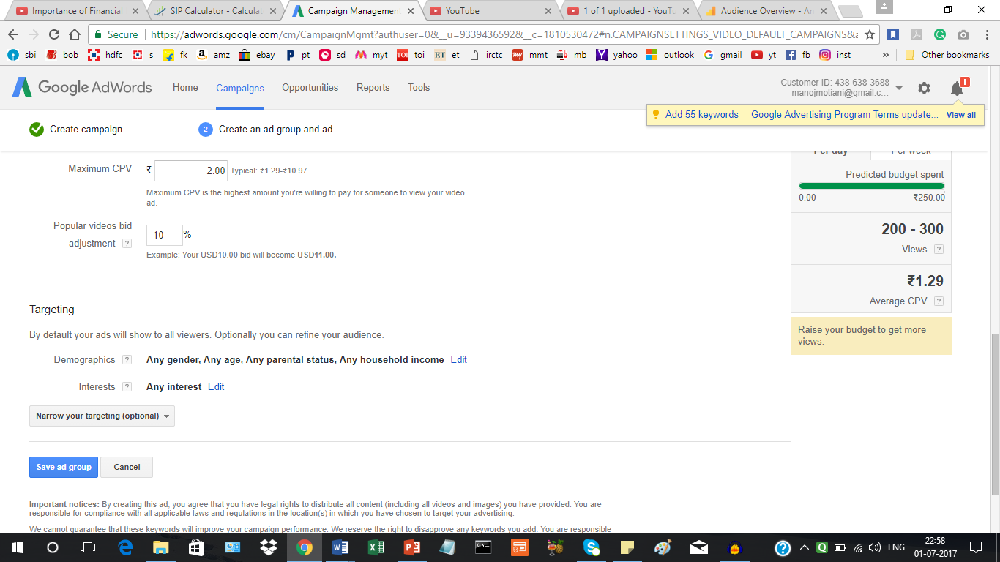 Importance of Financial
SIP Calculator - Calculat
Campaign Management
YouTube
1 of 1 uploaded - YouTu
Audience Overview - An
Secure
https://adwords.google.com/cm/CampaignMgmt?authuser=0&__u=9339436592&__c=1810530472#n.CAMPAIGNSETTINGS_VIDEO_DEFAULT_CAMPAIGNS&a
sbi bob hdfc s fk amz ebay pt sd myt toi et irctc mmt mb yahoo outlook gmail yt fb inst » Other bookmarks
Google AdWords Home Campaigns Opportunities Reports Tools
Customer ID: 438-638-3688
manojmotiani@gmail.c...
Add 55 keywords | Google Advertising Program Terms update... View all
Create campaign 2 Create an ad group and ad
Per day Per week
Maximum CPV ₹ 2.00 Typical: ₹1.29-₹10.97
Maximum CPV is the highest amount you're willing to pay for someone to view your video
ad.
Popular videos bid
adjustment ? 10 %
Example: Your USD10.00 bid will become USD11.00.
Predicted budget spent
0.00 ₹250.00
200 - 300
Views ?
₹1.29
Average CPV ?
Raise your budget to get more
views.
Targeting
By default your ads will show to all viewers. Optionally you can refine your audience.
Demographics ? Any gender, Any age, Any parental status, Any household income Edit
Interests ? Any interest Edit
Narrow your targeting (optional)
Save ad group Cancel
Important notices: By creating this ad, you agree that you have legal rights to distribute all content (including all videos and images) you have provided. You are
responsible for compliance with all applicable laws and regulations in the location(s) in which you have chosen to target your advertising.
We cannot guarantee that these keywords will improve your campaign performance. We reserve the right to disapprove any keywords you add. You are responsible
ENG
22:58
01-07-2017